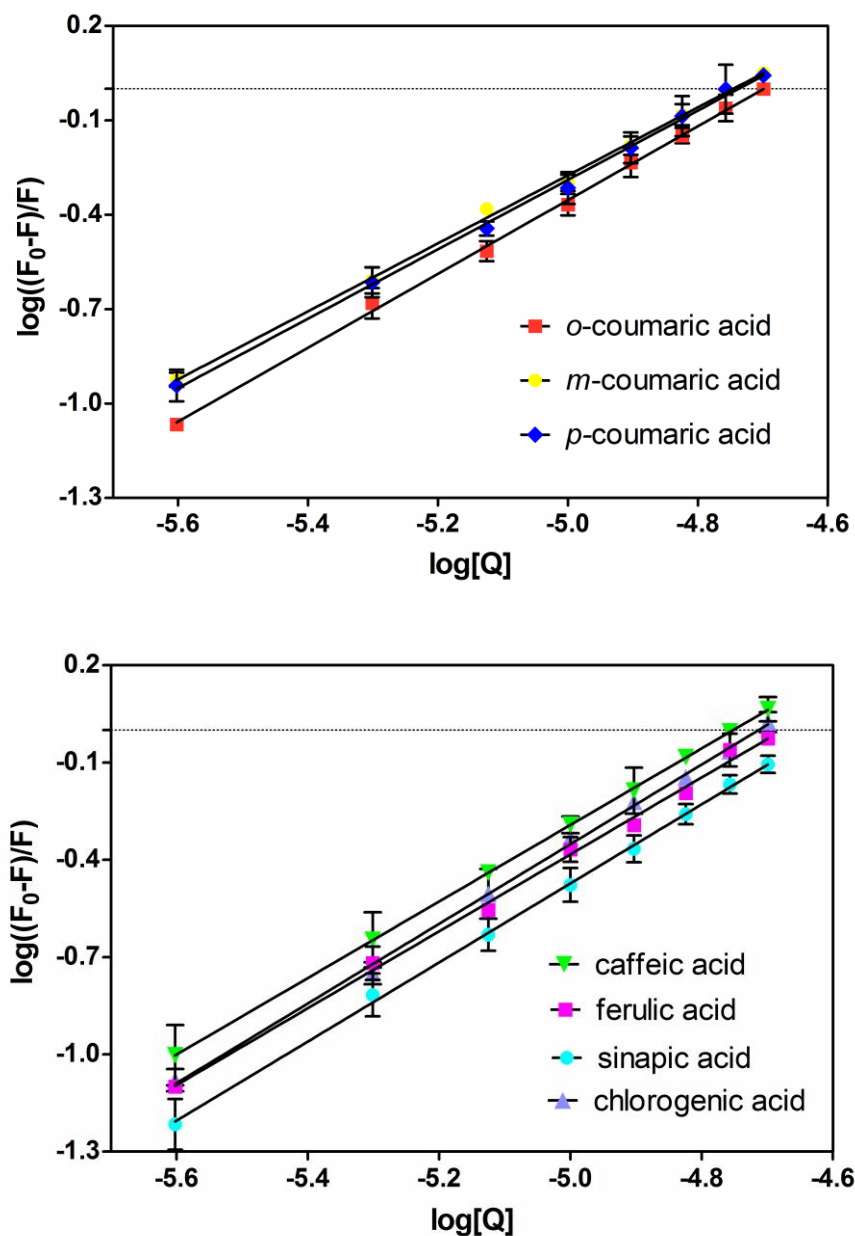 0.2
-0.1
-0.4
-0.7
-1.0
-1.3
log((F₀-F)/F)
o-coumaric acid
m-coumaric acid
p-coumaric acid
-5.6 -5.4 -5.2 -5.0 -4.8 -4.6
log[Q]
0.2
-0.1
-0.4
-0.7
-1.0
-1.3
log((F₀-F)/F)
caffeic acid
ferulic acid
sinapic acid
chlorogenic acid
-5.6 -5.4 -5.2 -5.0 -4.8 -4.6
log[Q]